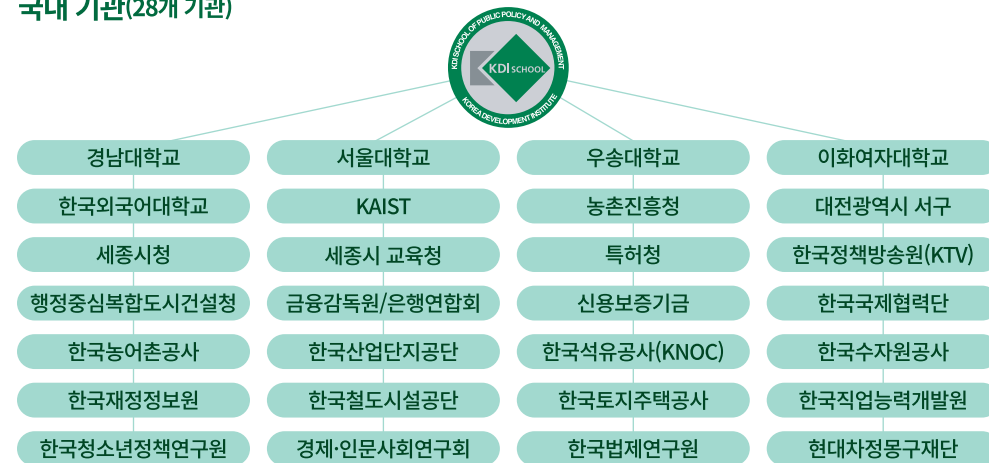 국내 기관(28개 기관)
KDI SCHOOL OF PUBLIC POLICY AND MANAGEMENT
KDI SCHOOL
KOREA DEVELOPMENT INSTITUTE
경남대학교 서울대학교 우송대학교 이화여자대학교
한국외국어대학교 KAIST 농촌진흥청 대전광역시 서구
세종시청 세종시 교육청 특허청 한국정책방송원(KTV)
행정중심복합도시건설청 금융감독원/은행연합회 신용보증기금 한국국제협력단
한국농어촌공사 한국산업단지공단 한국석유공사(KNOC) 한국수자원공사
한국재정정보원 한국철도시설공단 한국토지주택공사 한국직업능력개발원
한국청소년정책연구원 경제·인문사회연구회 한국법제연구원 현대차정몽구재단